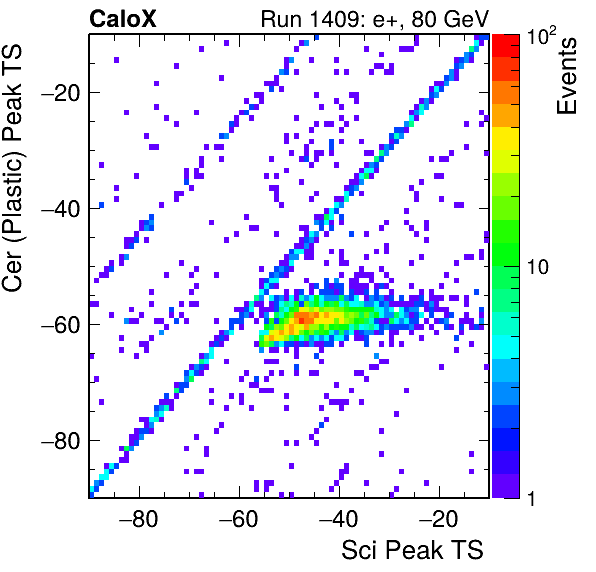 CaloX Run 1409: e+, 80 GeV
Cer (Plastic) Peak TS
−20
−40
−60
−80
−80 −60 −40 −20
Sci Peak TS
10²
10
1
Events